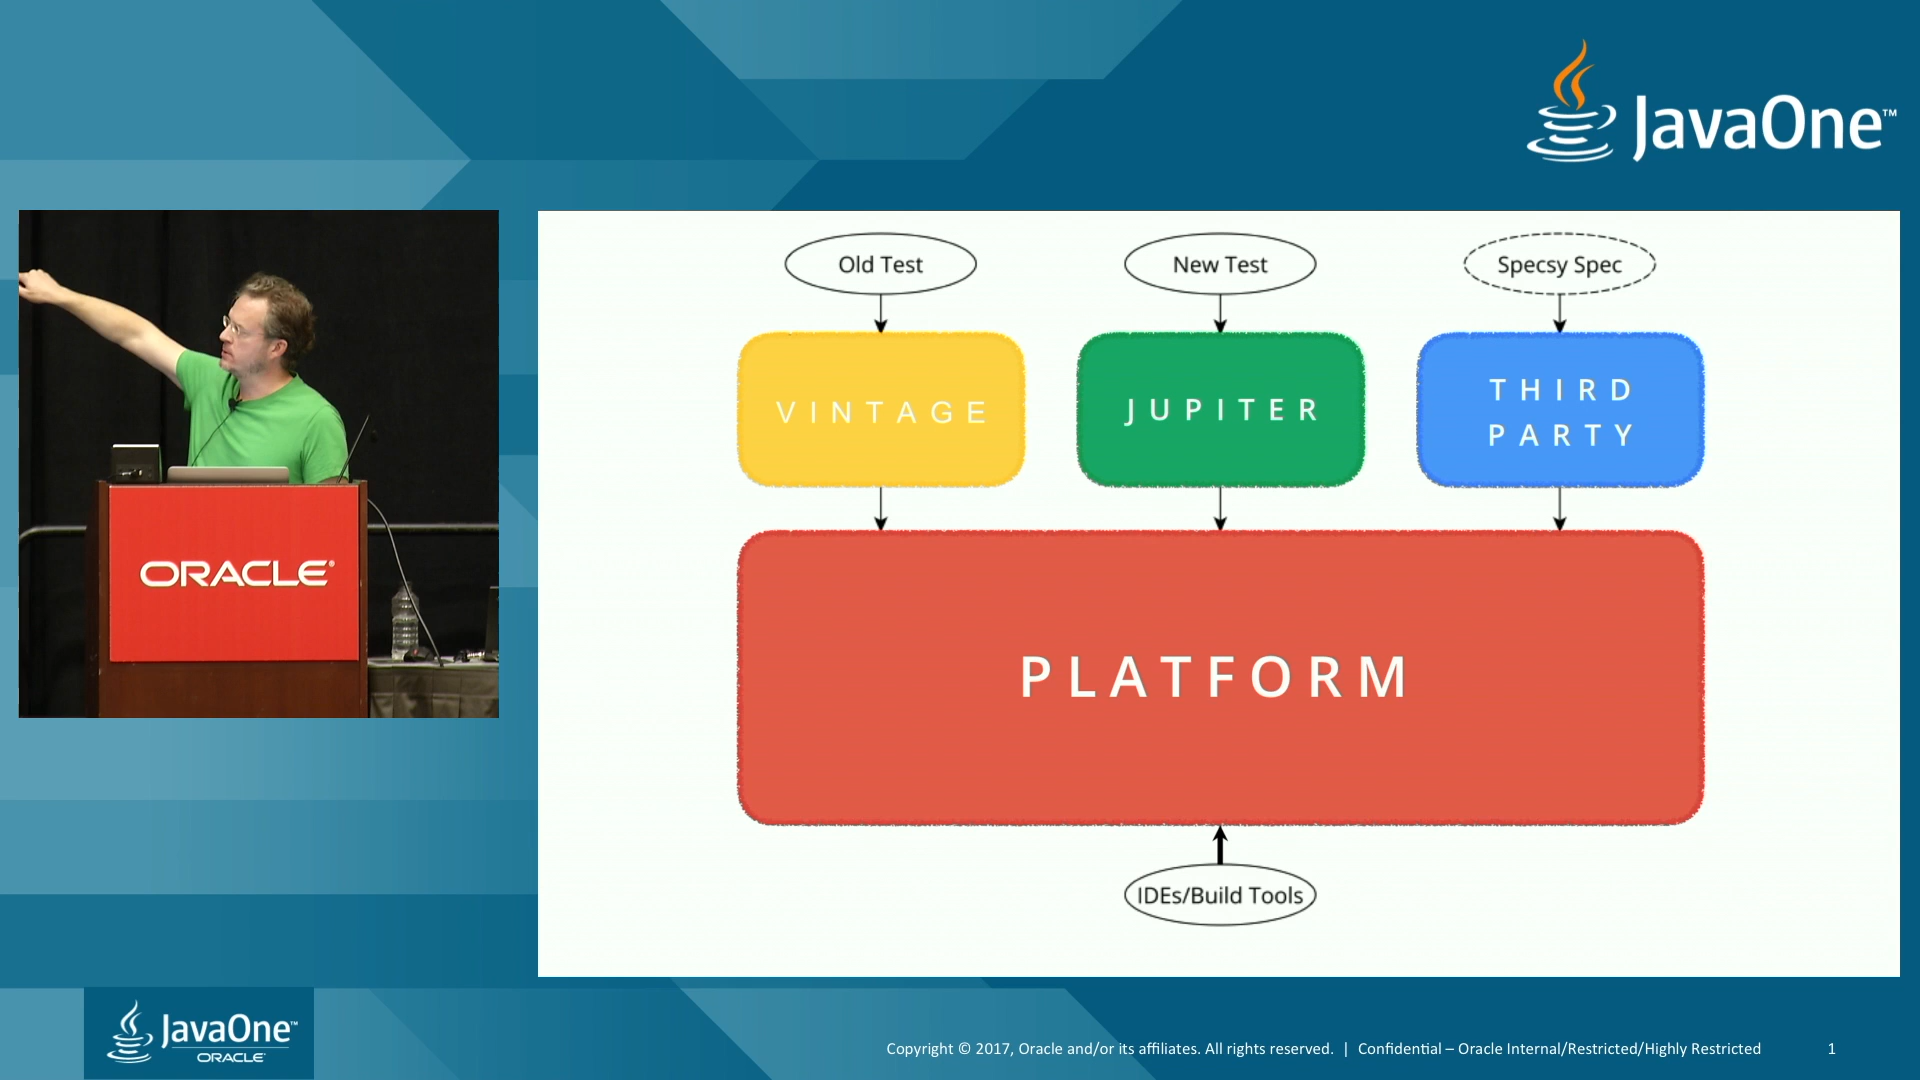 JavaOne™
Old Test
New Test
Specsy Spec
VINTAGE
JUPITER
THIRD
PARTY
PLATFORM
IDEs/Build Tools
ORACLE®
JavaOne™
ORACLE®
Copyright © 2017, Oracle and/or its affiliates. All rights reserved. | Confidential – Oracle Internal/Restricted/Highly Restricted 1